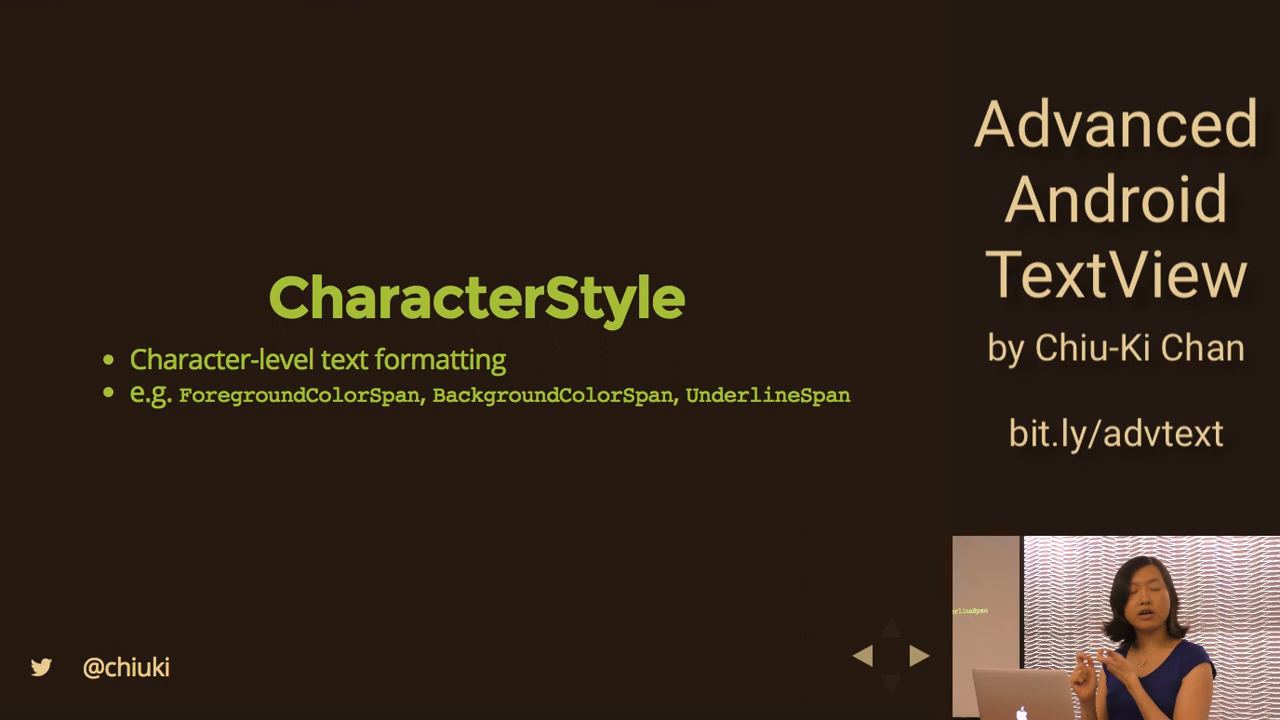 CharacterStyle
• Character-level text formatting
• e.g. ForegroundColorSpan, BackgroundColorSpan, UnderlineSpan
@chiuki
Advanced
Android
TextView
by Chiu-Ki Chan
bit.ly/advtext
erlineSpan